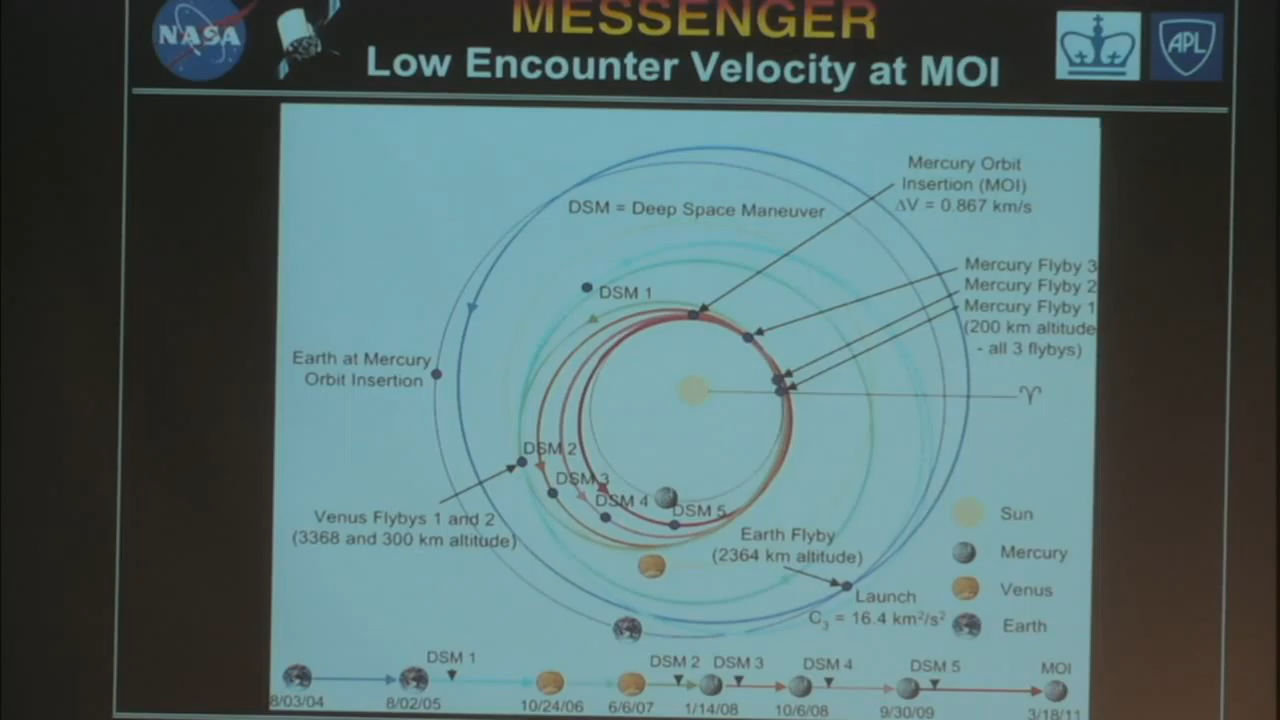 NASA
MESSENGER
APL
Low Encounter Velocity at MOI
Mercury Orbit
Insertion (MOI)
ΔV = 0.867 km/s
DSM = Deep Space Maneuver
Mercury Flyby 3
Mercury Flyby 2
Mercury Flyby 1
(200 km altitude
- all 3 flybys)
DSM 1
Earth at Mercury
Orbit Insertion
♈
DSM 2
DSM 3
DSM 4
DSM 5
Venus Flybys 1 and 2
(3368 and 300 km altitude)
Earth Flyby
(2364 km altitude)
Launch
C₃ = 16.4 km²/s²
Sun
Mercury
Venus
Earth
DSM 1
DSM 2
DSM 3
DSM 4
DSM 5
MOI
8/03/04
8/02/05
10/24/06
6/6/07
1/14/08
10/6/08
9/30/09
3/18/11